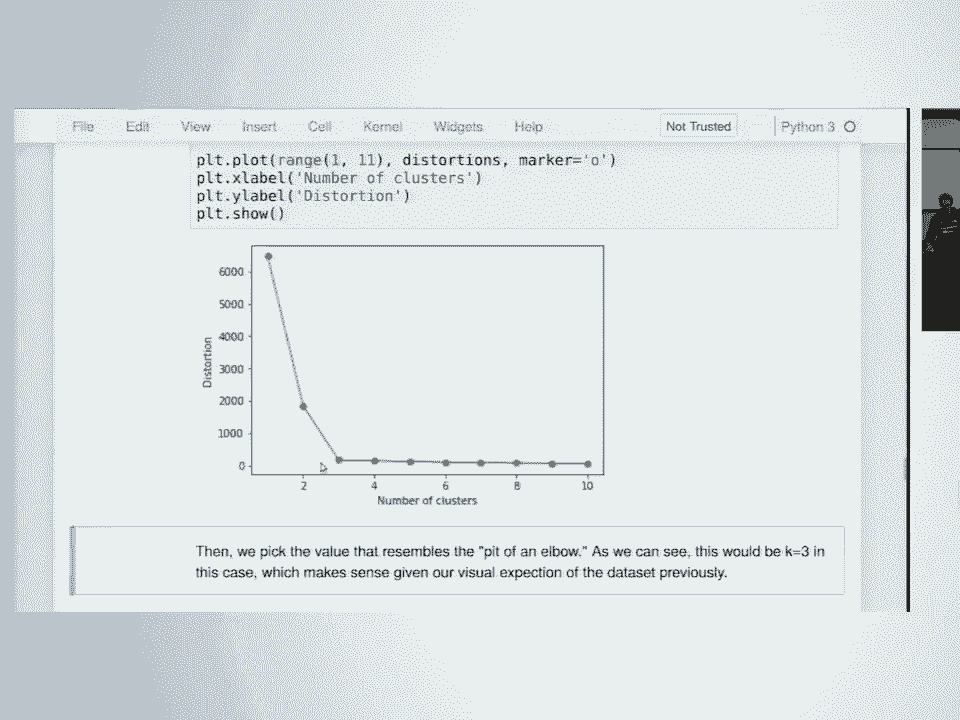 File Edit View Insert Cell Kernel Widgets Help Not Trusted Python 3
plt.plot(range(1, 11), distortions, marker='o')
plt.xlabel('Number of clusters')
plt.ylabel('Distortion')
plt.show()
6000
5000
4000
3000
2000
1000
0
Distortion
2 4 6 8 10
Number of clusters
Then, we pick the value that resembles the "pit of an elbow." As we can see, this would be k=3 in
this case, which makes sense given our visual expection of the dataset previously.